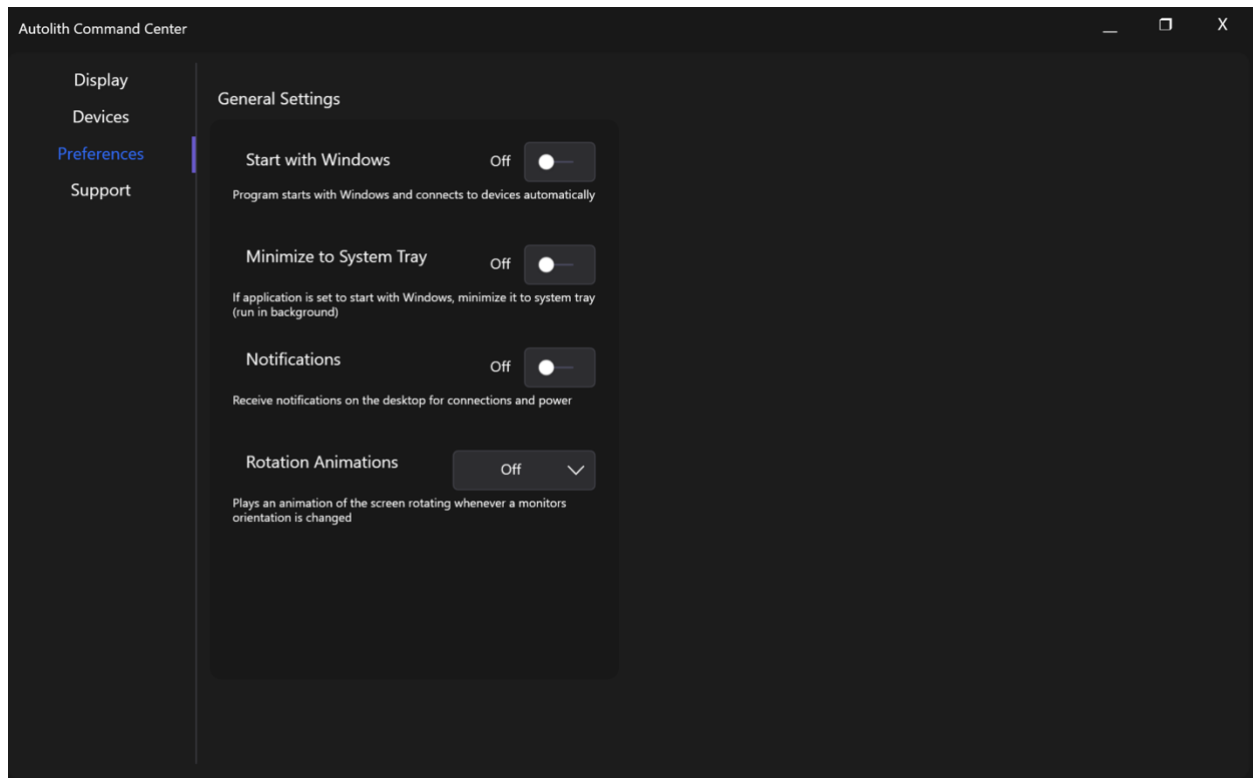 Autolith Command Center
X
Display
Devices
Preferences
Support
General Settings
Start with Windows
Off
Program starts with Windows and connects to devices automatically
Minimize to System Tray
Off
If application is set to start with Windows, minimize it to system tray
(run in background)
Notifications
Off
Receive notifications on the desktop for connections and power
Rotation Animations
Off
Plays an animation of the screen rotating whenever a monitors
orientation is changed